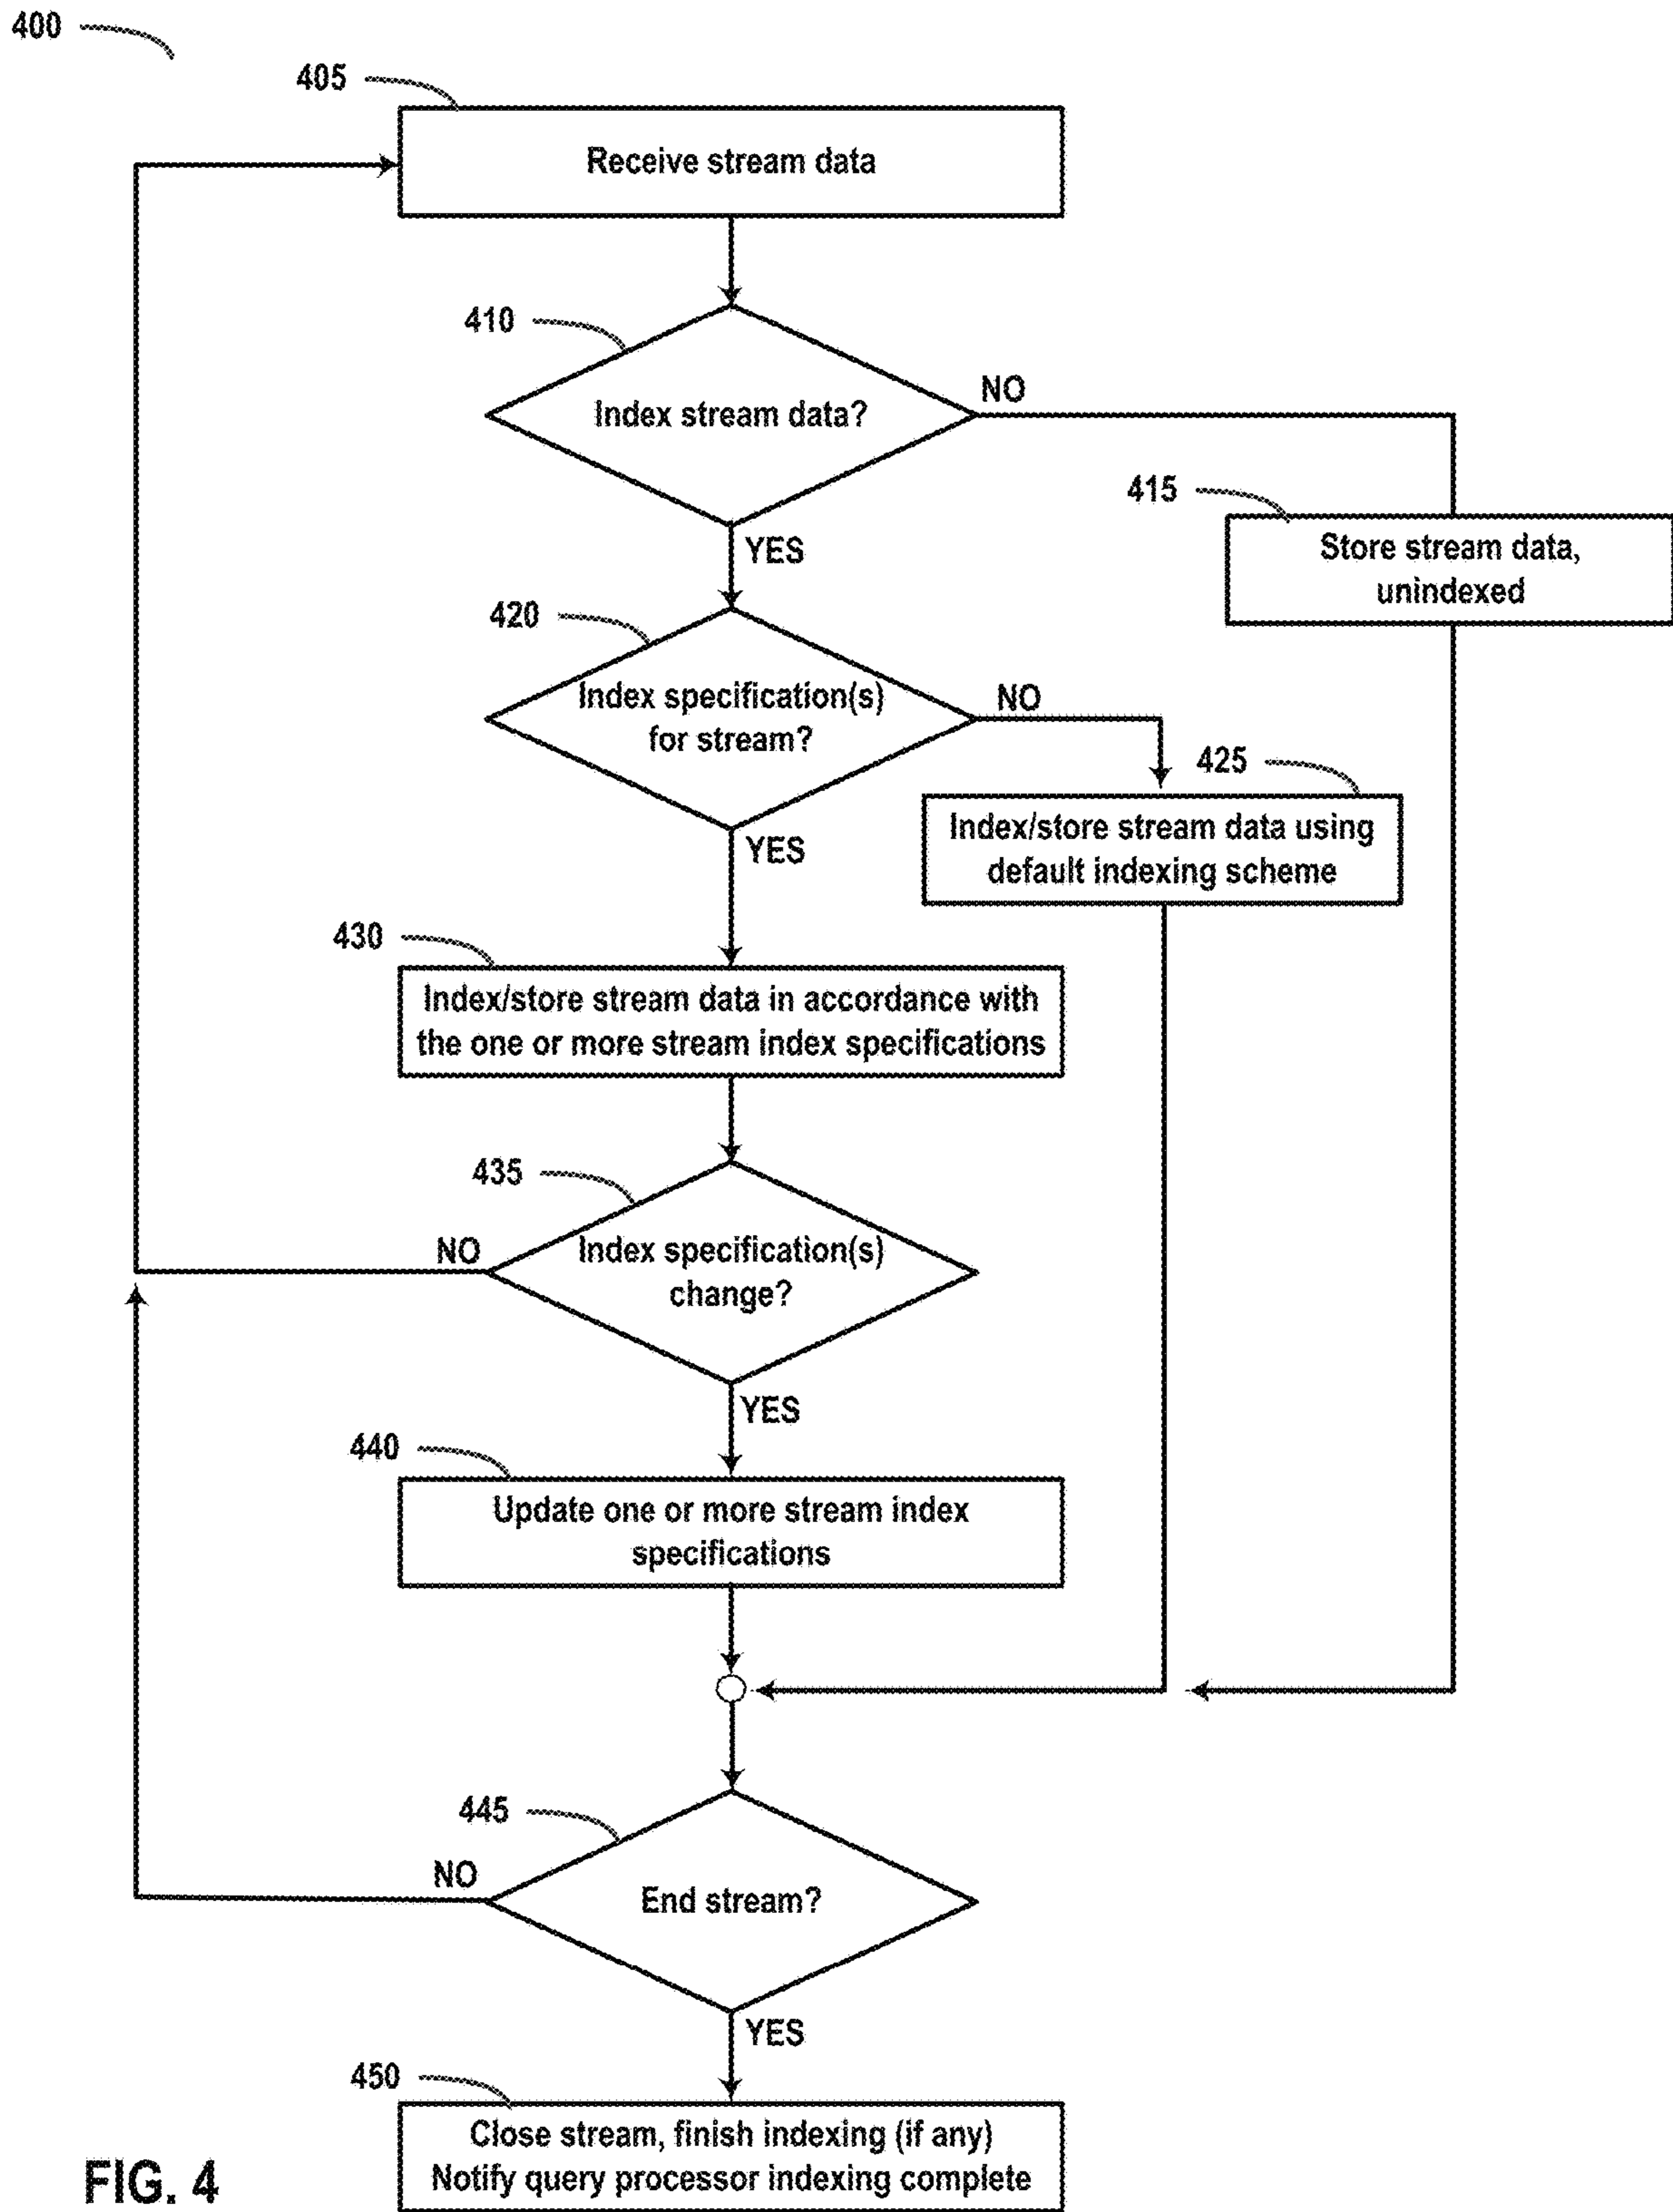 400
405
Receive stream data
410
Index stream data?
NO
415
Store stream data,
unindexed
YES
420
Index specification(s)
for stream?
NO
425
Index/store stream data using
default indexing scheme
YES
430
Index/store stream data in accordance with
the one or more stream index specifications
435
NO
Index specification(s)
change?
YES
440
Update one or more stream index
specifications
445
NO
End stream?
YES
450
Close stream, finish indexing (if any)
Notify query processor indexing complete
FIG. 4